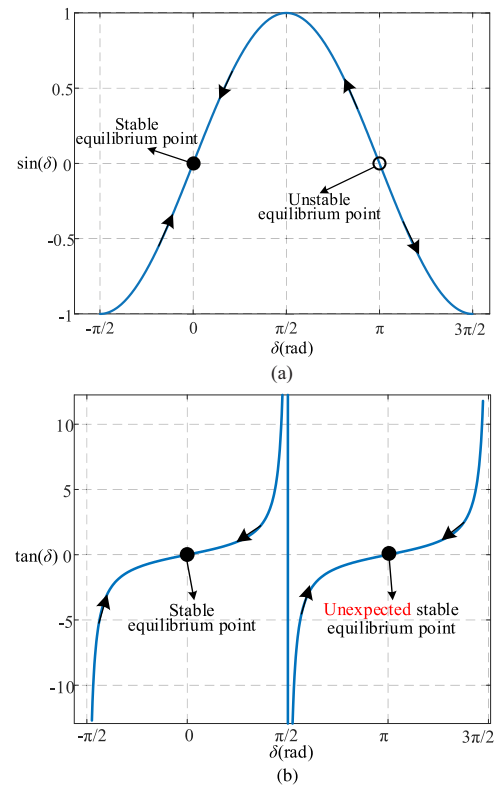 1
0.5
Stable
equilibrium point
sin(δ) 0
Unstable
equilibrium point
-0.5
-1
-π/2 0 π/2 π 3π/2
δ(rad)
(a)
10
5
tan(δ) 0
Stable
equilibrium point
Unexpected stable
equilibrium point
-5
-10
-π/2 0 π/2 π 3π/2
δ(rad)
(b)